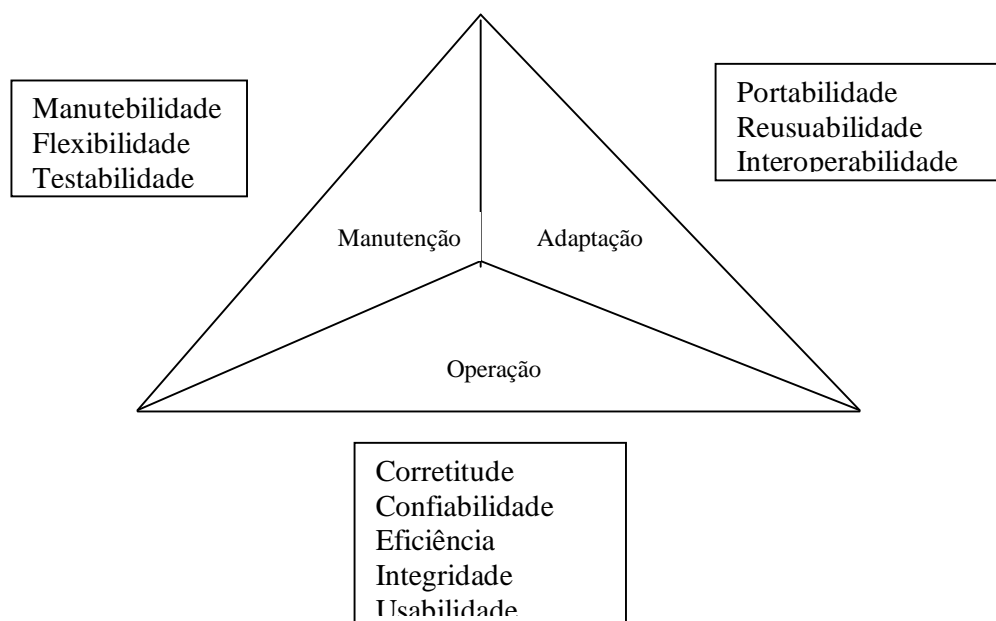 Manutebilidade
Flexibilidade
Testabilidade
Portabilidade
Reusuabilidade
Interoperabilidade
Manutenção
Adaptação
Operação
Corretitude
Confiabilidade
Eficiência
Integridade
Usabilidade